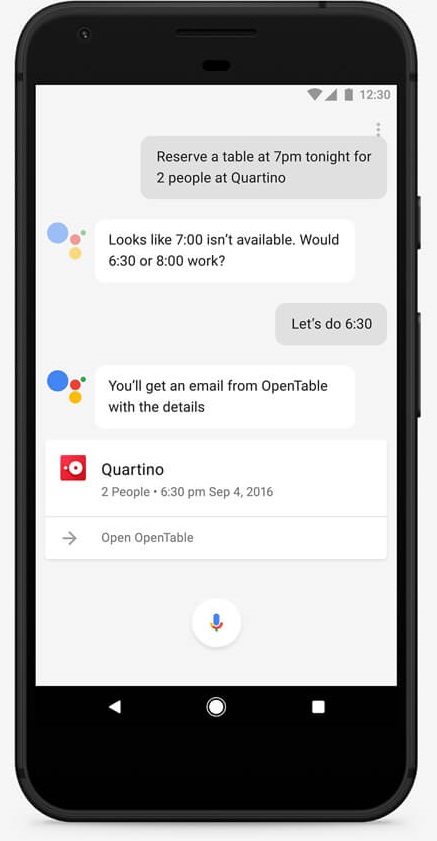 12:30
Reserve a table at 7pm tonight for
2 people at Quartino
Looks like 7:00 isn't available. Would
6:30 or 8:00 work?
Let's do 6:30
You'll get an email from OpenTable
with the details
Quartino
2 People • 6:30 pm Sep 4, 2016
Open OpenTable